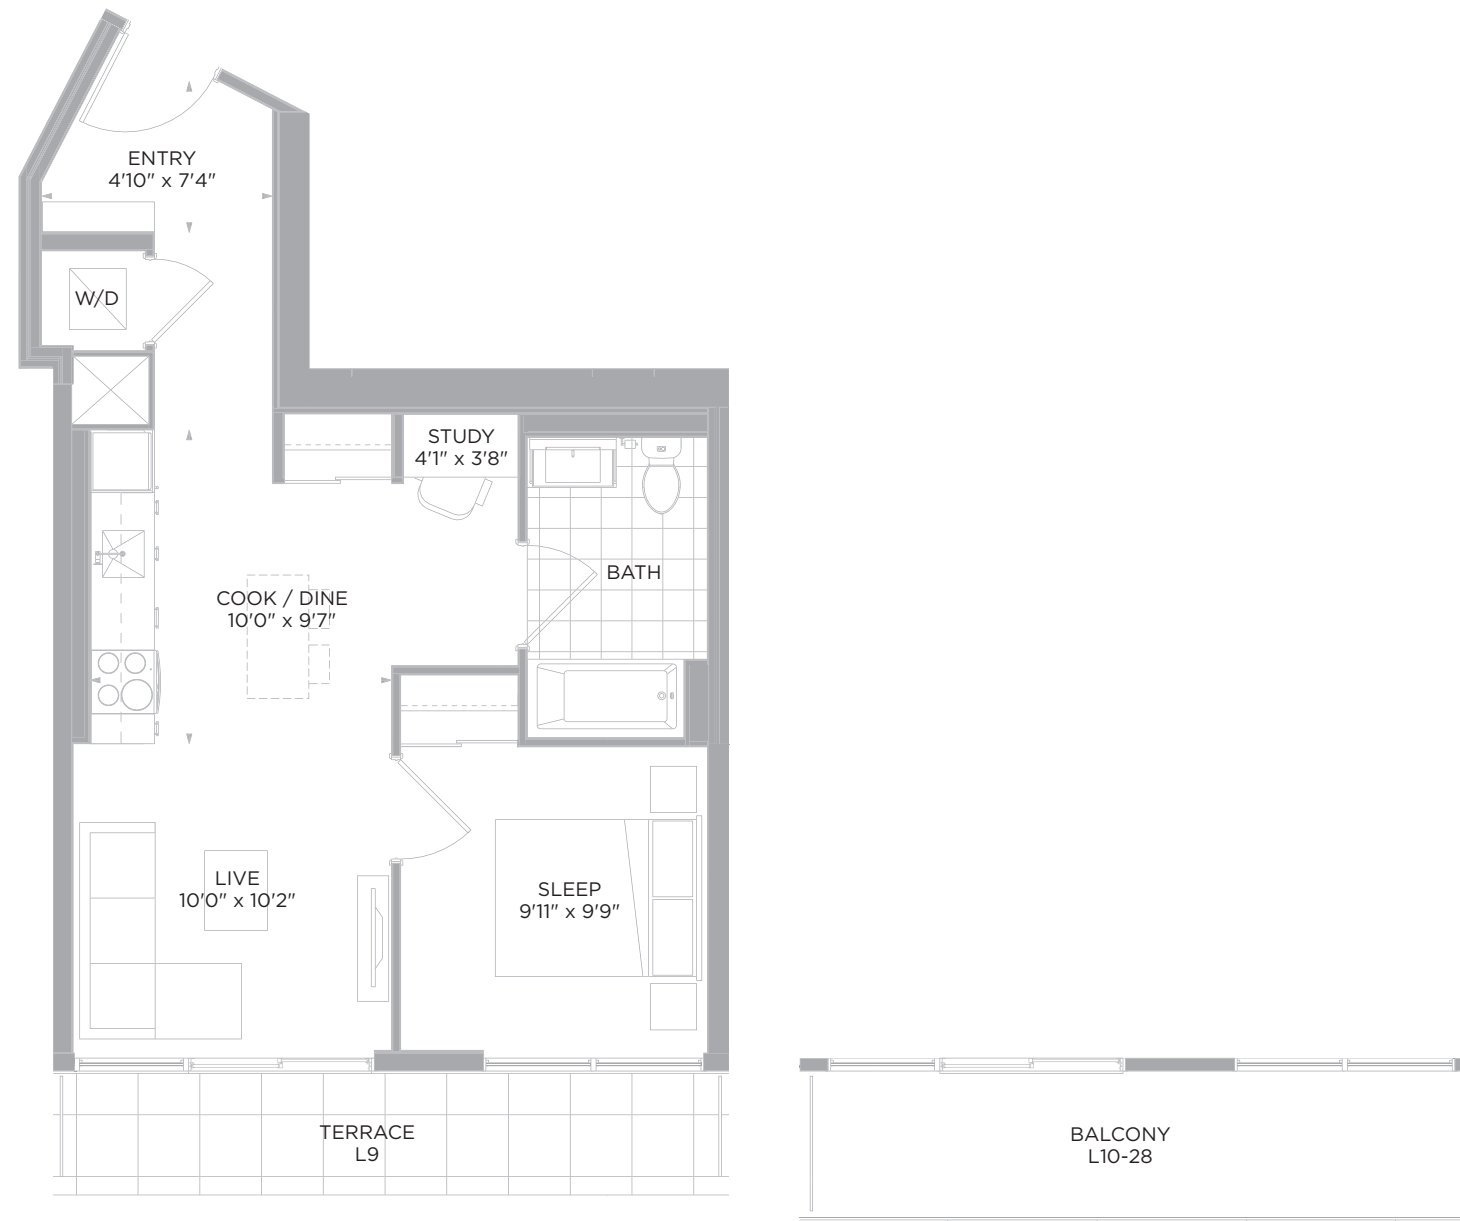 ENTRY
4'10" x 7'4"
W/D
STUDY
4'1" x 3'8"
BATH
COOK / DINE
10'0" x 9'7"
LIVE
10'0" x 10'2"
SLEEP
9'11" x 9'9"
TERRACE
L9
BALCONY
L10-28